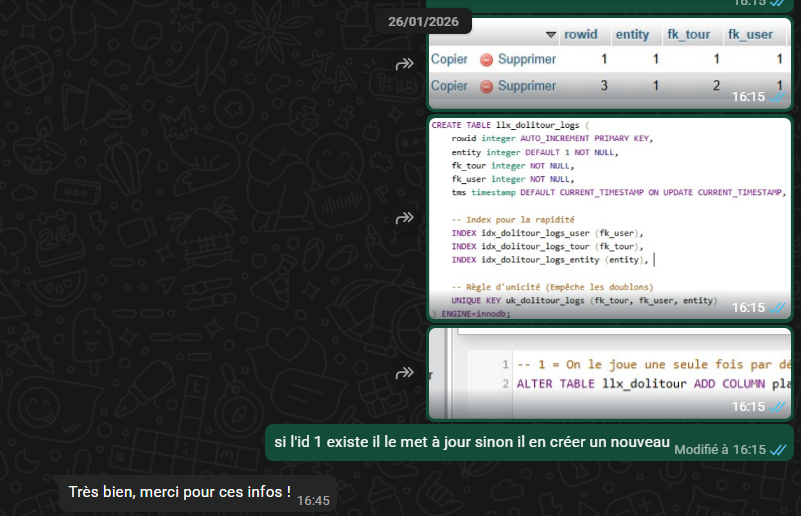 16:15
26/01/2026
rowid entity fk_tour fk_user
Copier Supprimer 1 1 1 1
Copier Supprimer 3 1 2 1
16:15
CREATE TABLE llx_dolitour_logs (
rowid integer AUTO_INCREMENT PRIMARY KEY,
entity integer DEFAULT 1 NOT NULL,
fk_tour integer NOT NULL,
fk_user integer NOT NULL,
tms timestamp DEFAULT CURRENT_TIMESTAMP ON UPDATE CURRENT_TIMESTAMP,
-- Index pour la rapidité
INDEX idx_dolitour_logs_user (fk_user),
INDEX idx_dolitour_logs_tour (fk_tour),
INDEX idx_dolitour_logs_entity (entity),
-- Règle d'unicité (Empêche les doublons)
UNIQUE KEY uk_dolitour_logs (fk_tour, fk_user, entity)
) ENGINE=innodb;
16:15
1 -- 1 = On le joue une seule fois par dé
2 ALTER TABLE llx_dolitour ADD COLUMN pla
16:15
si l'id 1 existe il le met à jour sinon il en créer un nouveau Modifié à 16:15
Très bien, merci pour ces infos ! 16:45